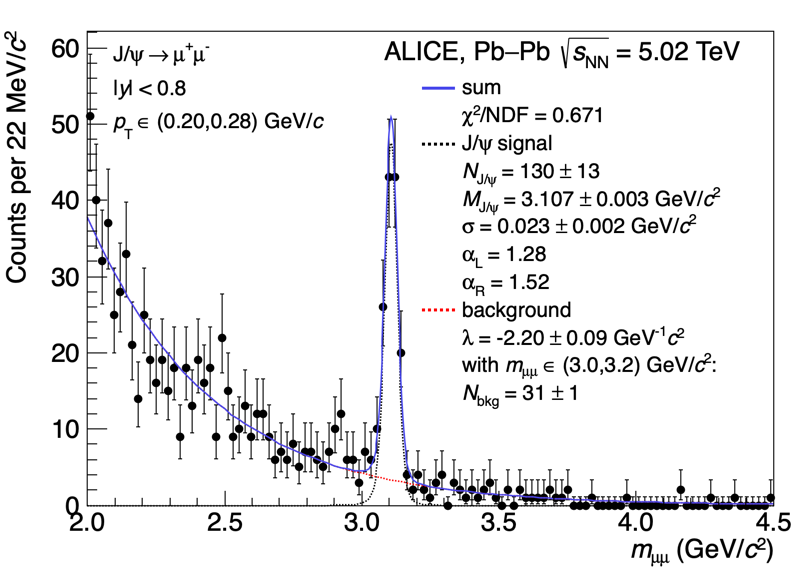 ALICE, Pb–Pb √sNN = 5.02 TeV
J/ψ → μ⁺μ⁻
|y| < 0.8
pT ∈ (0.20,0.28) GeV/c
sum
χ²/NDF = 0.671
J/ψ signal
NJ/ψ = 130 ± 13
MJ/ψ = 3.107 ± 0.003 GeV/c²
σ = 0.023 ± 0.002 GeV/c²
αL = 1.28
αR = 1.52
background
λ = -2.20 ± 0.09 GeV⁻¹c²
with mμμ ∈ (3.0,3.2) GeV/c²:
Nbkg = 31 ± 1
Counts per 22 MeV/c²
60
50
40
30
20
10
0
2.0 2.5 3.0 3.5 4.0 4.5
mμμ (GeV/c²)